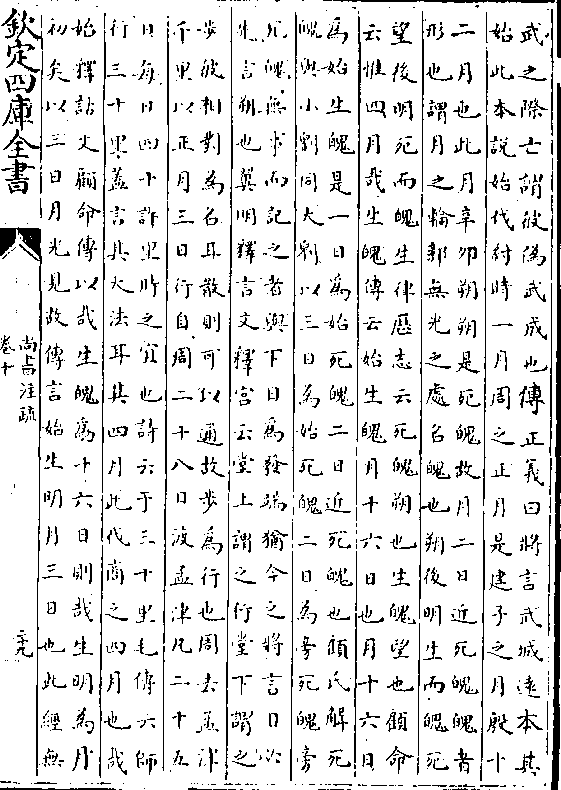 武之際亡謂彼偽武成也傳正義曰將言武城遠本其
始此本說始代紂時一月周之正月是建子之月殷十
二月也此月辛卯朔朔是死魄故月二日近死魄魄者
形也謂月之輪郭無光之處名魄也朔後明生而魄死
望後明死而魄生律歷志云死魄朔也生魄望也顧命
云惟四月哉生魄傳云始生魄月十六日也月十六日
為始生魄是一日為始死魄二日近死魄也顧氏解死
魄與小劉同大劉以三日為始死魄二日為旁死魄旁
死魄無事而記之者與下日為發端猶今之將言日必
先言朔也翼明釋言文釋宮云堂上謂之行堂下謂之
步彼相對為名耳散則可以通故步為行也周去孟津
千里以正月三日行自周二十八日渡孟津凡二十五
日每日四十許里時之宜也詩云于三十里毛傳云師
行三十里蓋言其大法耳其四月此代商之四月也哉
始釋詁文顧命傳以哉生魄為十六日則哉生明為月
初矣以三日月光見故傳言始生明月三日也此經無
欽定四庫全書
尚書注疏
卷十